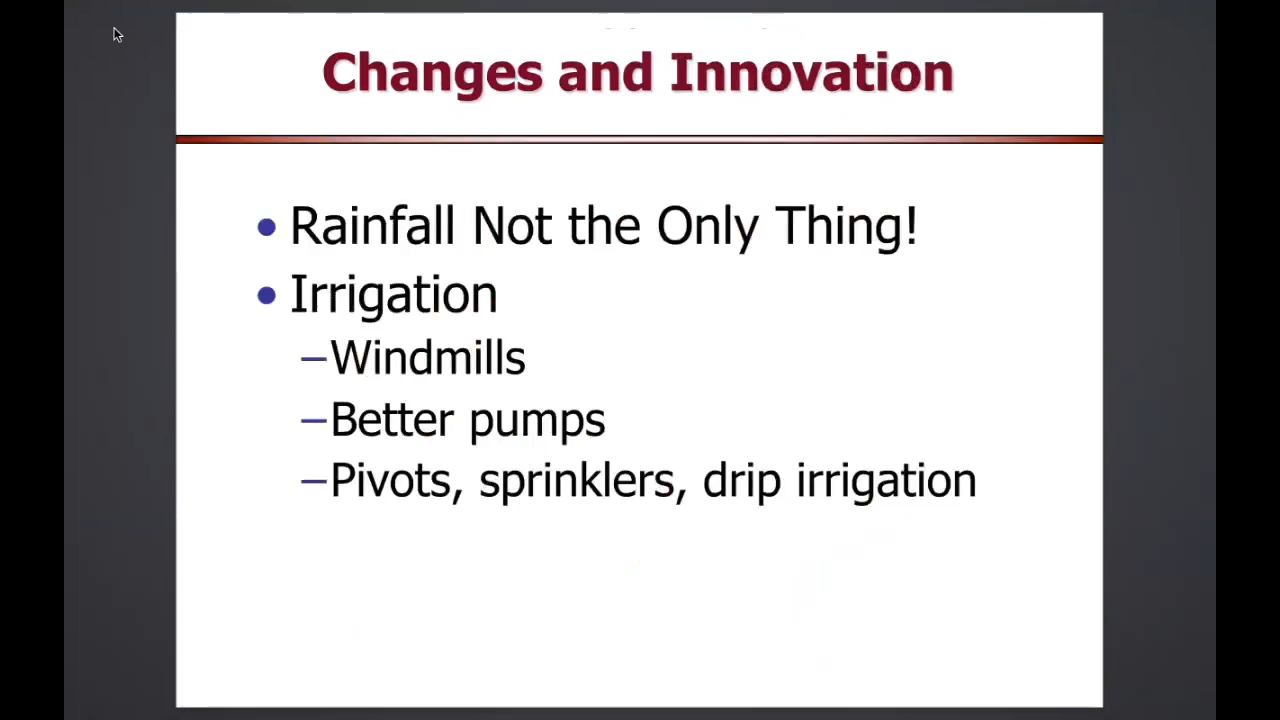 Changes and Innovation
• Rainfall Not the Only Thing!
• Irrigation
–Windmills
–Better pumps
–Pivots, sprinklers, drip irrigation